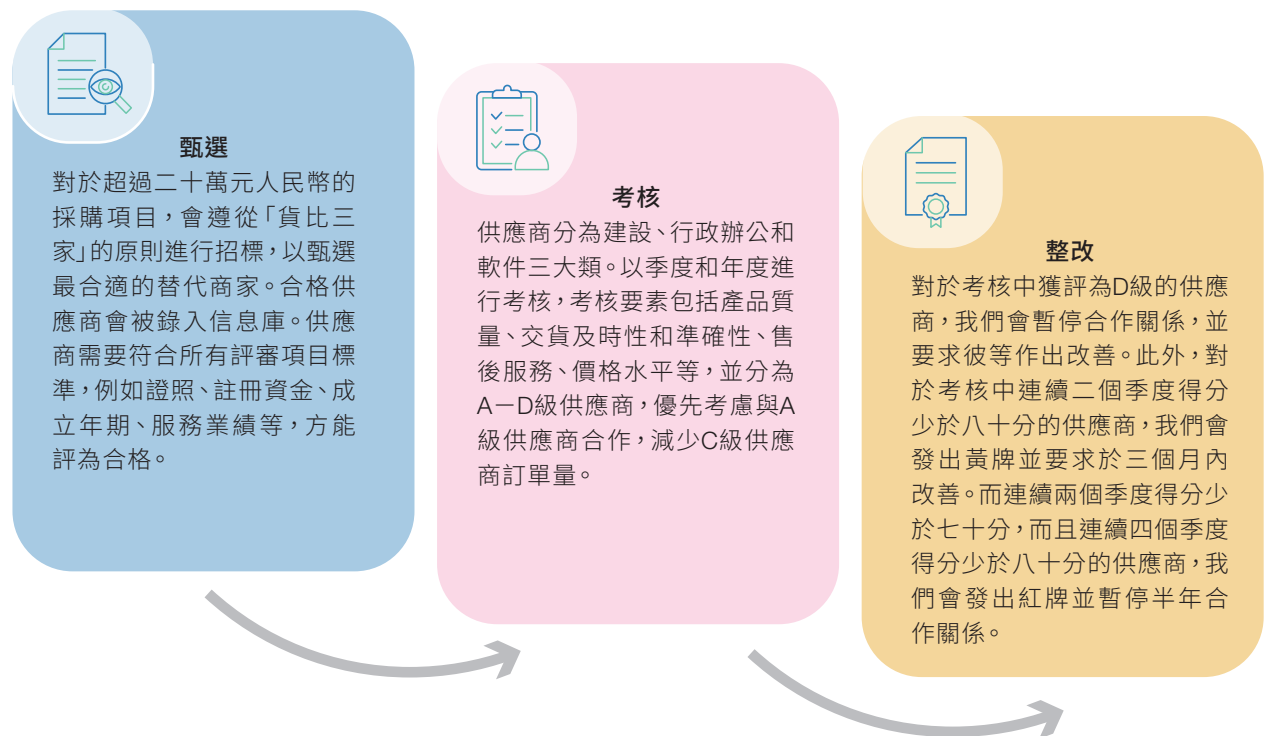 甄選
對於超過二十萬元人民幣的
採購項目，會遵從「貨比三
家」的原則進行招標，以甄選
最合適的替代商家。合格供
應商會被錄入信息庫。供應
商需要符合所有評審項目標
準，例如證照、註冊資金、成
立年期、服務業績等，方能
評為合格。
考核
供應商分為建設、行政辦公和
軟件三大類。以季度和年度進
行考核，考核要素包括產品質
量、交貨及時性和準確性、售
後服務、價格水平等，並分為
A－D級供應商，優先考慮與A
級供應商合作，減少C級供應
商訂單量。
整改
對於考核中獲評為D級的供應
商，我們會暫停合作關係，並
要求彼等作出改善。此外，對
於考核中連續二個季度得分
少於八十分的供應商，我們會
發出黃牌並要求於三個月內
改善。而連續兩個季度得分少
於七十分，而且連續四個季度
得分少於八十分的供應商，我
們會發出紅牌並暫停半年合
作關係。